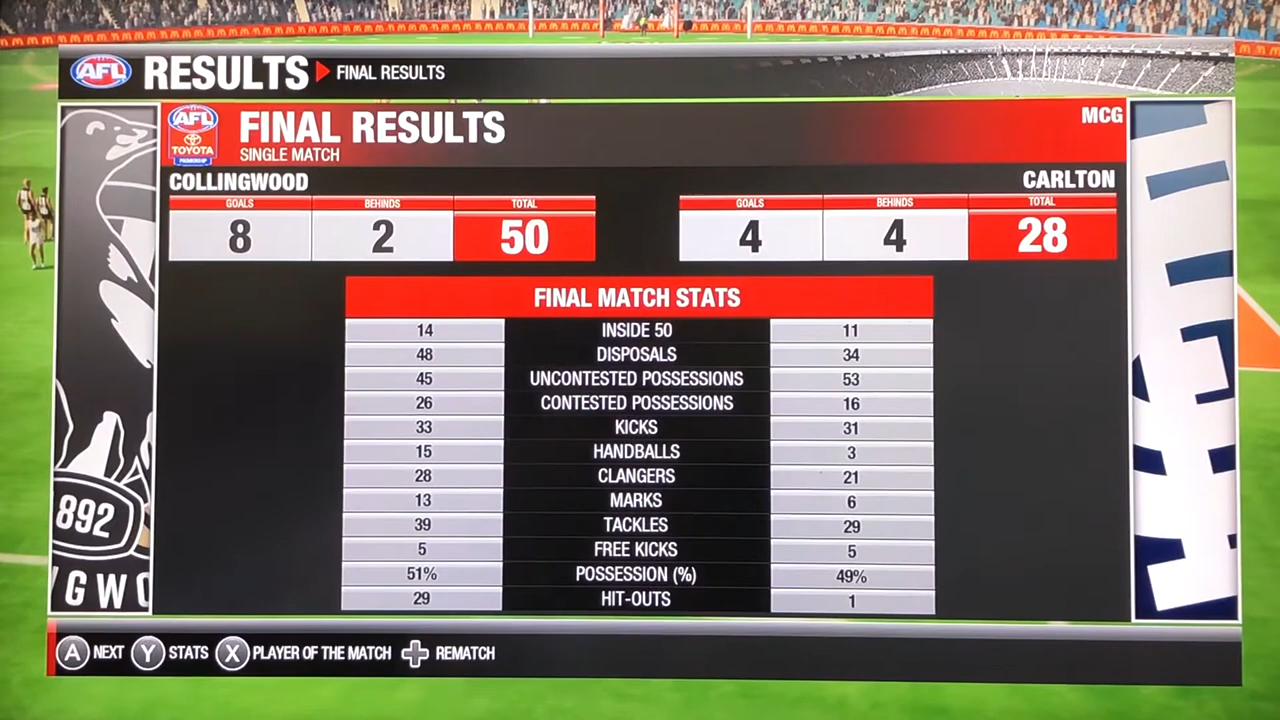 AFL RESULTS FINAL RESULTS
AFL
TOYOTA
PREMIERSHIP
FINAL RESULTS
SINGLE MATCH
MCG
COLLINGWOOD
CARLTON
GOALS BEHINDS TOTAL
GOALS BEHINDS TOTAL
8 2 50
4 4 28
FINAL MATCH STATS
14 INSIDE 50 11
48 DISPOSALS 34
45 UNCONTESTED POSSESSIONS 53
26 CONTESTED POSSESSIONS 16
33 KICKS 31
15 HANDBALLS 3
28 CLANGERS 21
13 MARKS 6
39 TACKLES 29
5 FREE KICKS 5
51% POSSESSION (%) 49%
29 HIT-OUTS 1
892
NGWO
A NEXT Y STATS X PLAYER OF THE MATCH REMATCH